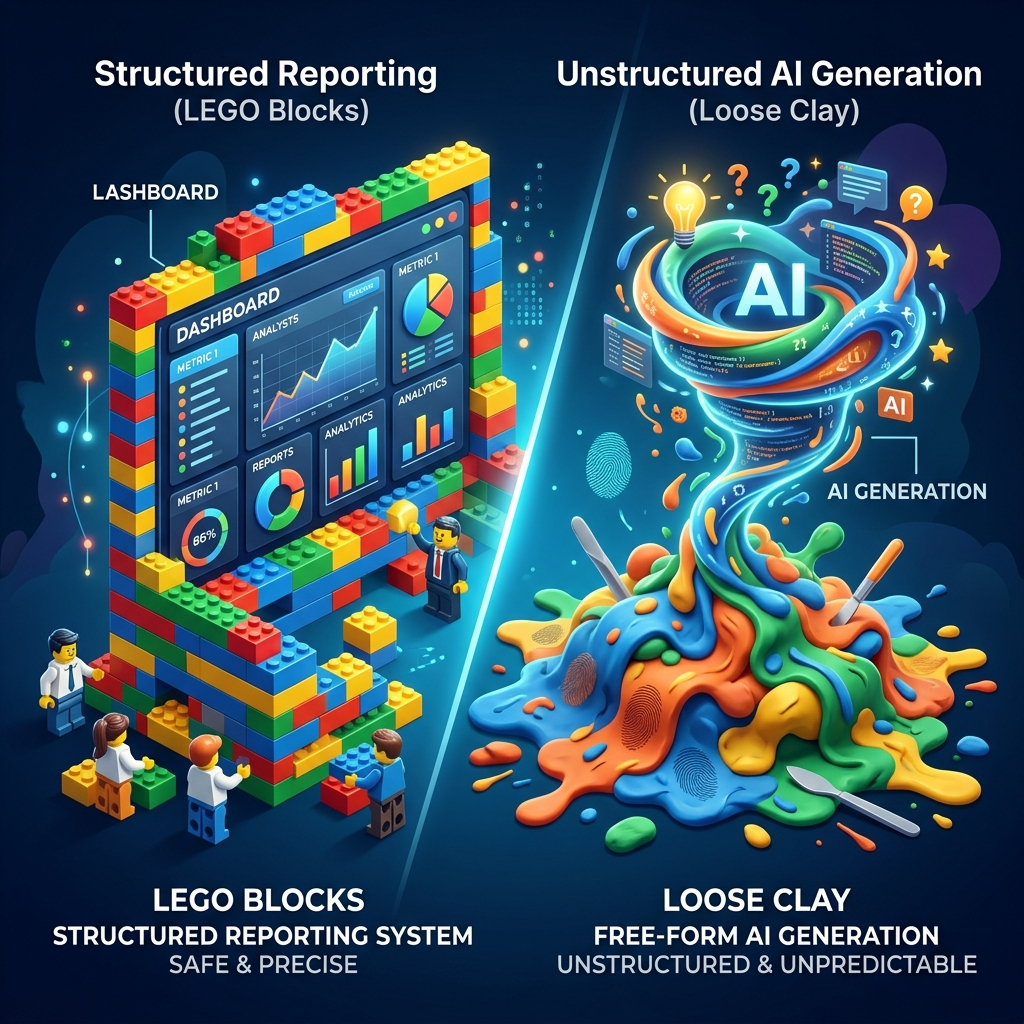 Structured Reporting
(LEGO Blocks)
LASHBOARD
DASHBOARD
METRIC 1
ANALYSTS
METRIC 1
ANALYTICS
ANALYTICS
REPORTS
METRIC 1
86%
LEGO BLOCKS
STRUCTURED REPORTING SYSTEM
SAFE & PRECISE
Unstructured AI Generation
(Loose Clay)
?
?
?
?
AI
AI
AI GENERATION
LOOSE CLAY
FREE-FORM AI GENERATION
UNSTRUCTURED & UNPREDICTABLE